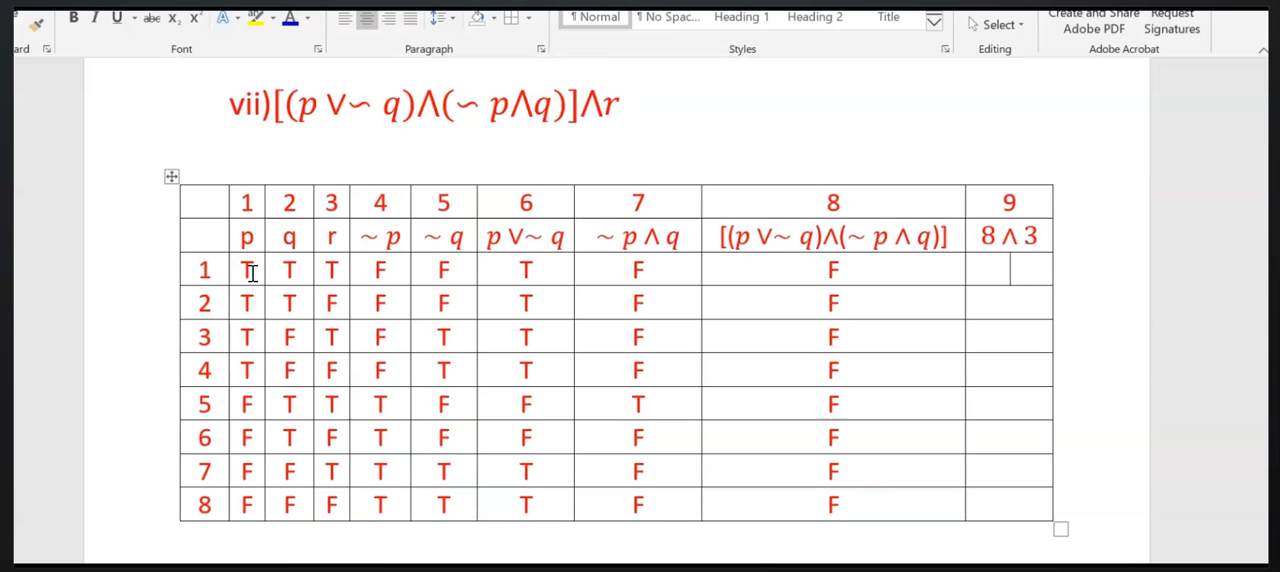 B I U abc x₂ x² A A
¶ Normal ¶ No Spac... Heading 1 Heading 2 Title
Select
Create and Share Request
Adobe PDF Signatures
ard Font Paragraph Styles Editing Adobe Acrobat
vii)[(p ∨∽ q)⋀(∽ p⋀q)]⋀r
1 2 3 4 5 6 7 8 9
p q r ~ p ~ q p ∨~ q ~ p ∧ q [(p ∨~ q)⋀(~ p ∧ q)] 8 ∧ 3
1 T T T F F T F F
2 T T F F F T F F
3 T F T F T T F F
4 T F F F T T F F
5 F T T T F F T F
6 F T F T F F F F
7 F F T T T T F F
8 F F F T T T F F